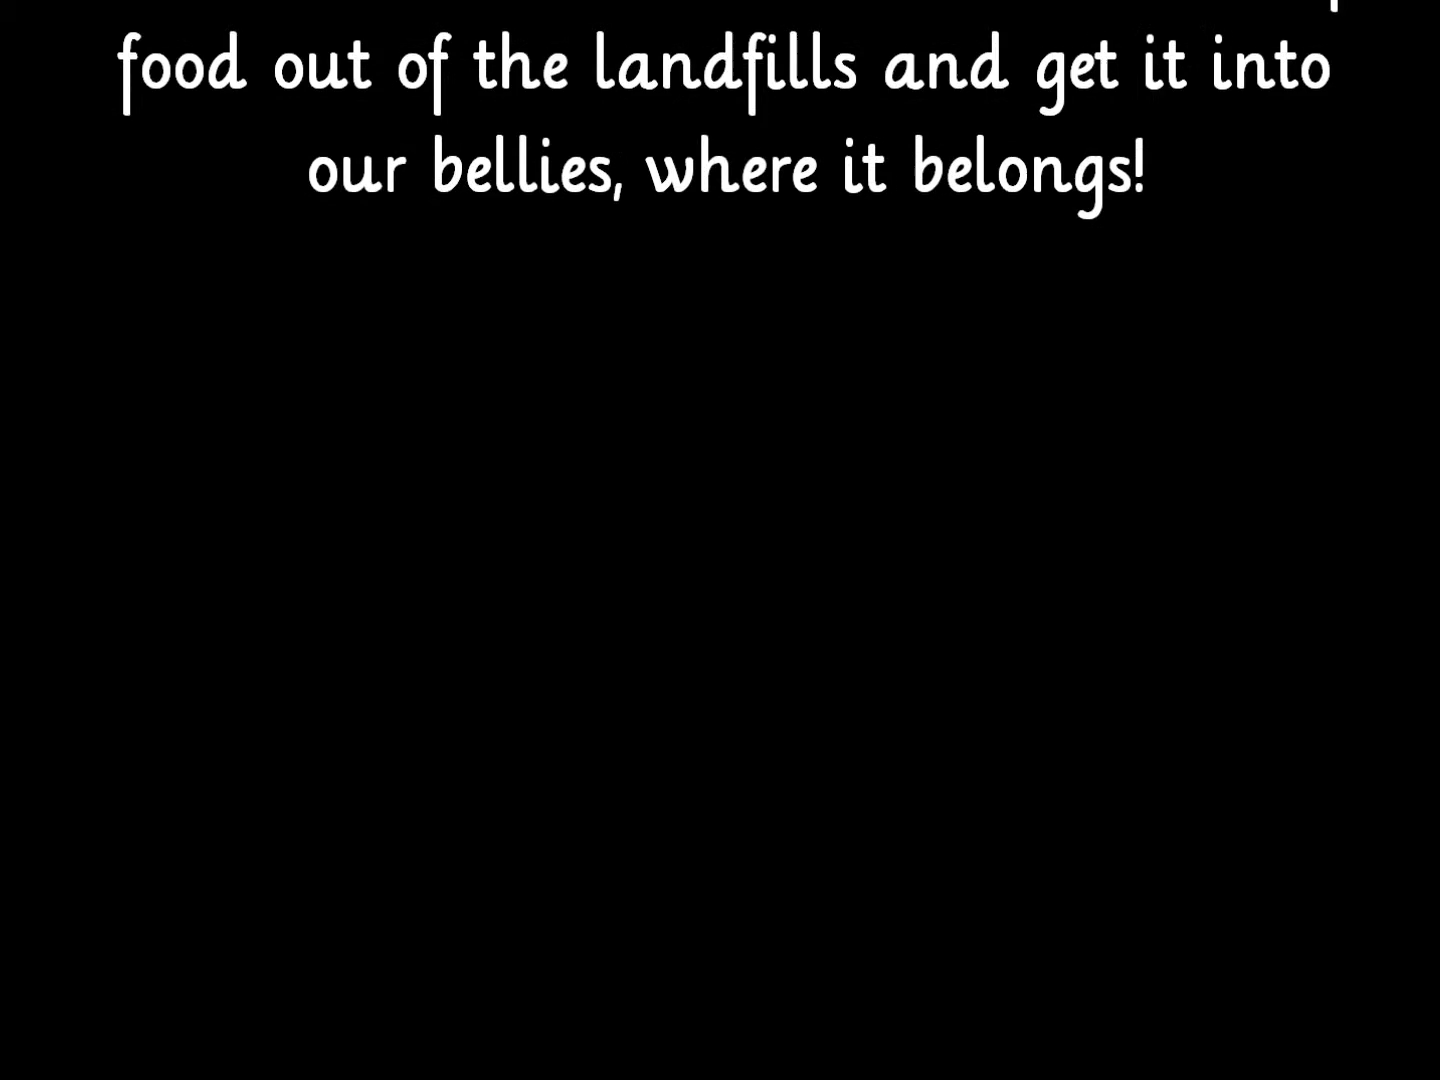 food out of the landfills and get it into
our bellies, where it belongs!